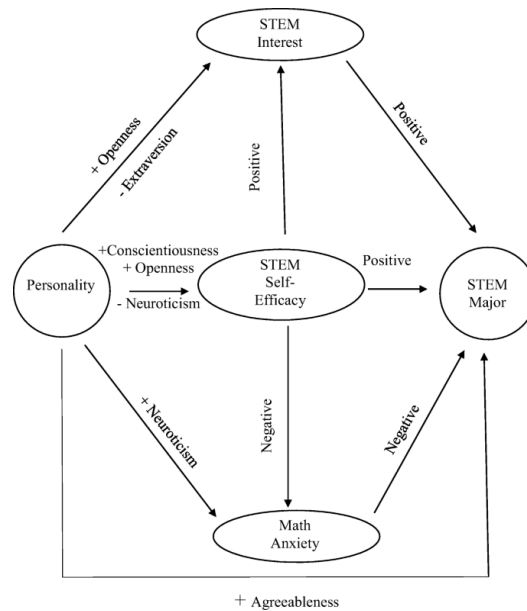 STEM
Interest
+ Openness
- Extraversion
Positive
Positive
Personality
+Conscientiousness
+ Openness
- Neuroticism
STEM
Self-
Efficacy
Positive
STEM
Major
+ Neuroticism
Negative
Negative
Math
Anxiety
+ Agreeableness